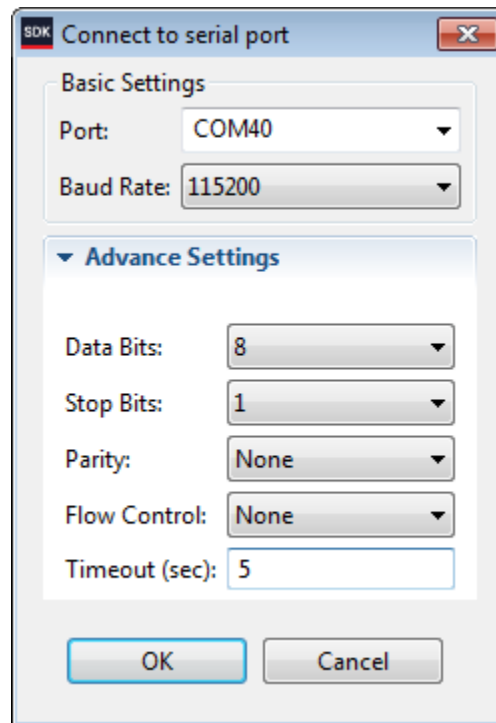 SDK Connect to serial port
Basic Settings
Port: COM40
Baud Rate: 115200
Advance Settings
Data Bits: 8
Stop Bits: 1
Parity: None
Flow Control: None
Timeout (sec): 5
OK Cancel